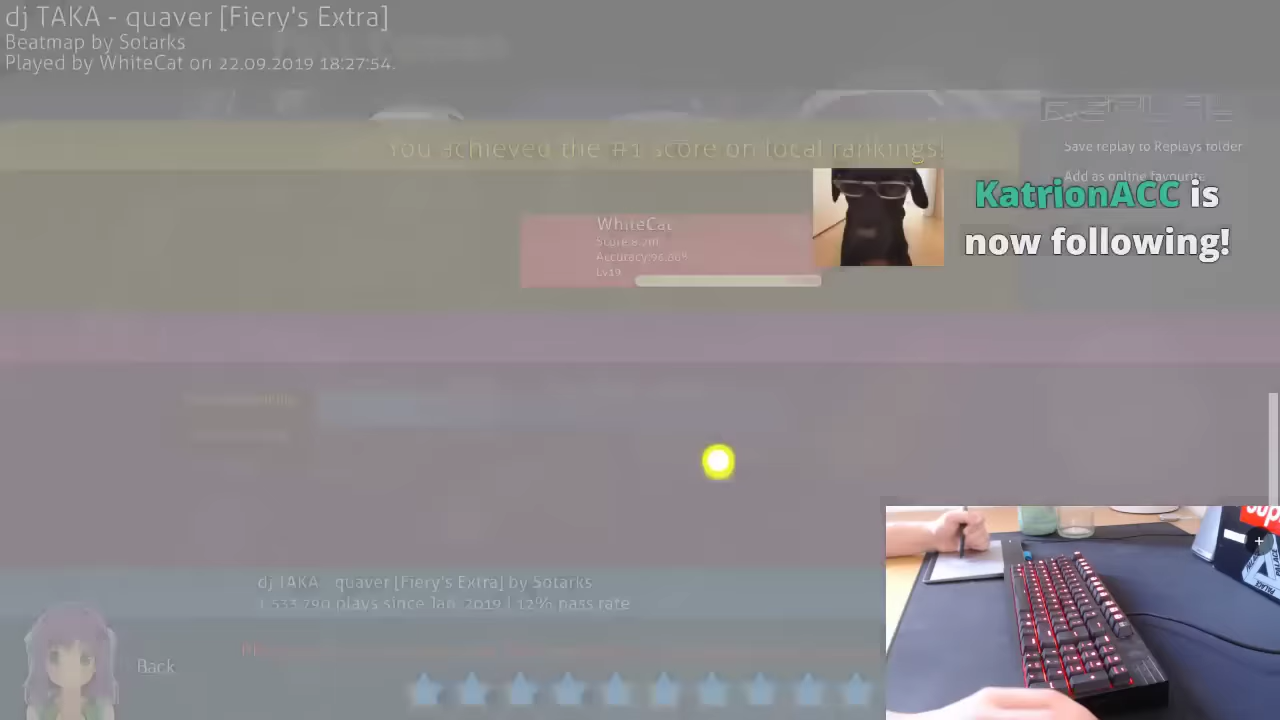 dj TAKA - quaver [Fiery's Extra]
Beatmap by Sotarks
Played by WhiteCat on 22.09.2019 18:27:54.
You achieved the #1 score on local rankings!
Save replay to Replays folder
Add as online favourite
KatrionACC is
now following!
WhiteCat
Lv19
dj TAKA - quaver [Fiery's Extra] by Sotarks
1,533,790 plays since Jan. 2019 | 12% pass rate
Back